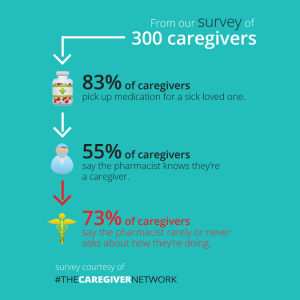 From our survey of
300 caregivers
83% of caregivers
pick up medication for a sick loved one.
55% of caregivers
say the pharmacist knows they're
a caregiver.
73% of caregivers
say the pharmacist rarely or never
asks about how they're doing.
survey courtesy of
#THECAREGIVERNETWORK